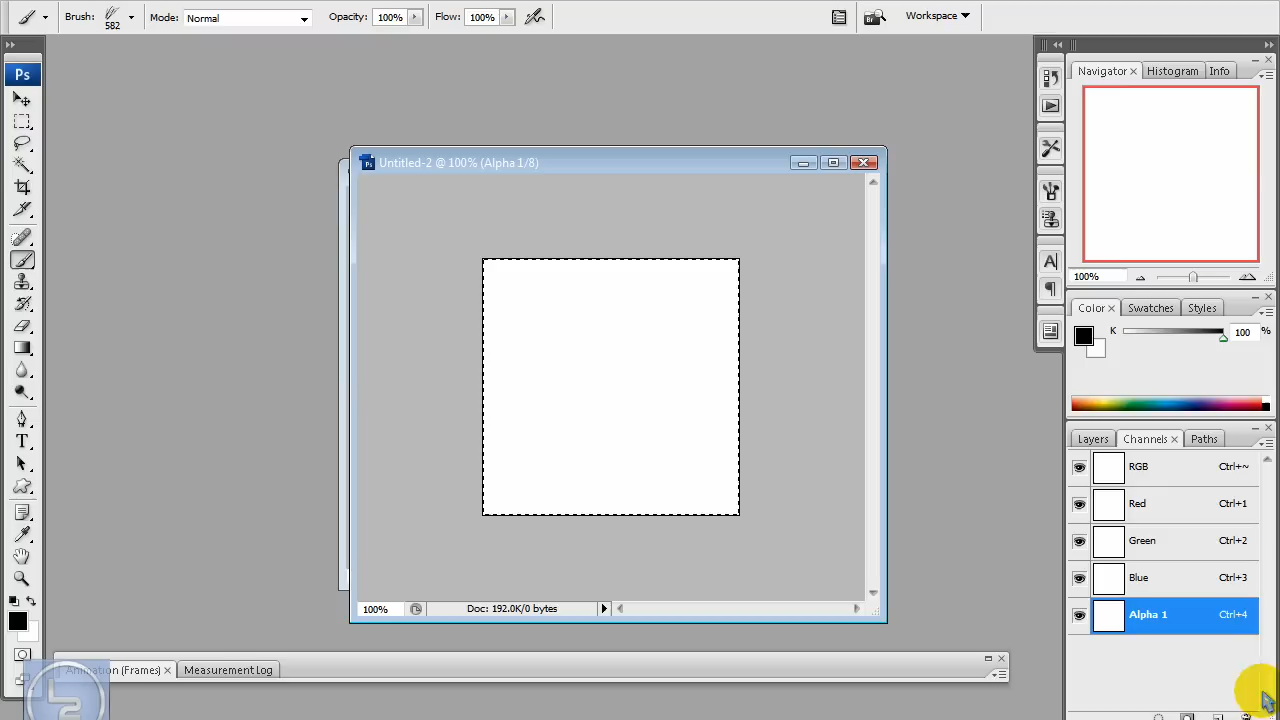 Brush: 582 Mode: Normal Opacity: 100% Flow: 100% Workspace
Ps
Navigator Histogram Info
Untitled-2 @ 100% (Alpha 1/8)
100%
Color Swatches Styles
K 100 %
Layers Channels Paths
RGB Ctrl+~
Red Ctrl+1
Green Ctrl+2
Blue Ctrl+3
Alpha 1 Ctrl+4
100% Doc: 192.0K/0 bytes
Animation (Frames) Measurement Log
L2